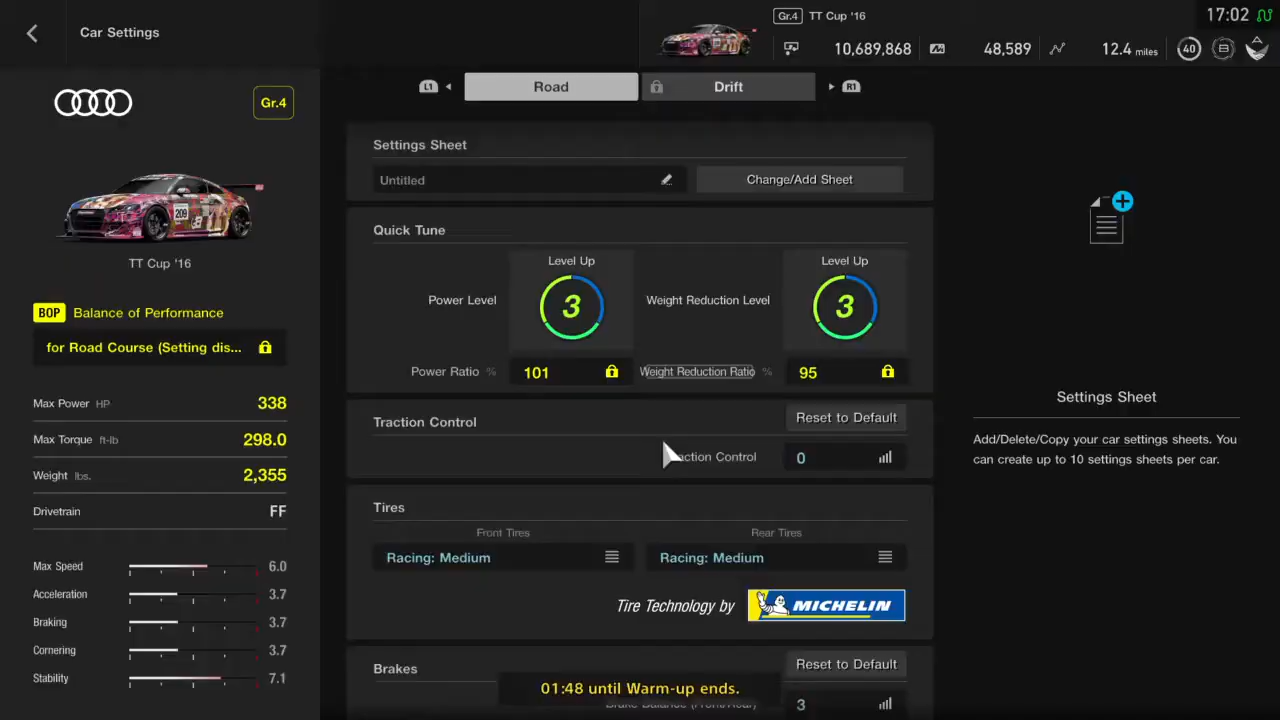 Car Settings
Gr.4 TT Cup '16
17:02
10,689,868
48,589
12.4 miles
40
B
L1
Road
Drift
R1
Gr.4
209
TT Cup '16
BOP Balance of Performance
for Road Course (Setting dis...
Max Power HP 338
Max Torque ft-lb 298.0
Weight lbs. 2,355
Drivetrain FF
Max Speed 6.0
Acceleration 3.7
Braking 3.7
Cornering 3.7
Stability 7.1
Settings Sheet
Untitled
Change/Add Sheet
Quick Tune
Level Up
Level Up
Power Level 3
Weight Reduction Level 3
Power Ratio % 101
Weight Reduction Ratio % 95
Traction Control
Reset to Default
action Control 0
Tires
Front Tires
Rear Tires
Racing: Medium
Racing: Medium
Tire Technology by MICHELIN
Brakes
Reset to Default
Brake Balance (Front/Rear) 3
01:48 until Warm-up ends.
Settings Sheet
Add/Delete/Copy your car settings sheets. You
can create up to 10 settings sheets per car.